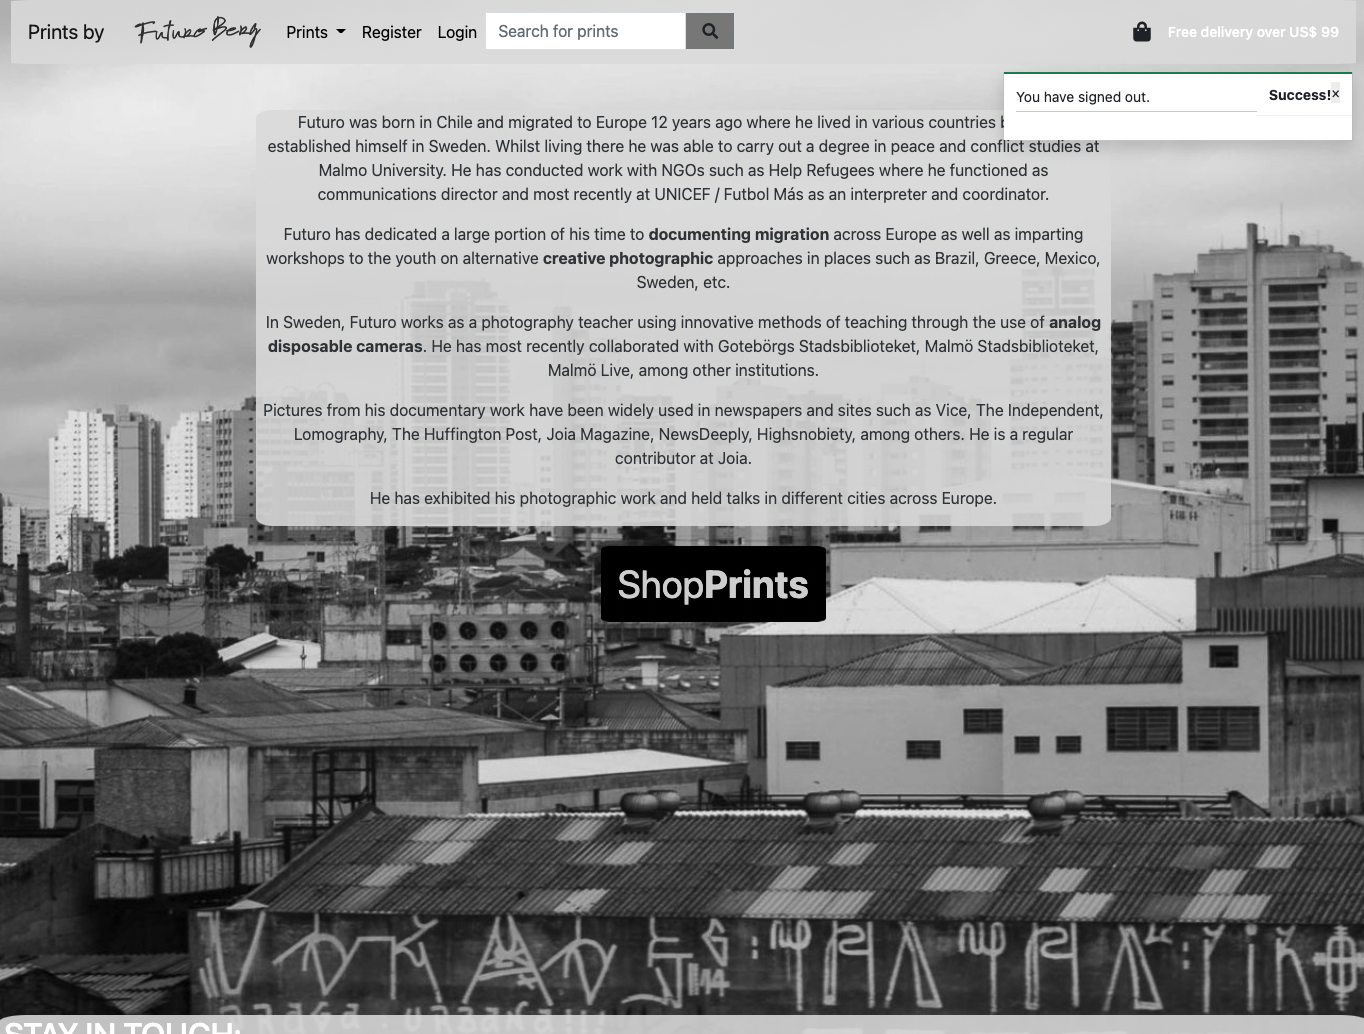 Prints by
Futuro Berg
Prints
Register
Login
Search for prints
Free delivery over US$ 99
You have signed out.
Success!×
Futuro was born in Chile and migrated to Europe 12 years ago where he lived in various countries
established himself in Sweden. Whilst living there he was able to carry out a degree in peace and conflict studies at
Malmo University. He has conducted work with NGOs such as Help Refugees where he functioned as
communications director and most recently at UNICEF / Futbol Más as an interpreter and coordinator.
Futuro has dedicated a large portion of his time to documenting migration across Europe as well as imparting
workshops to the youth on alternative creative photographic approaches in places such as Brazil, Greece, Mexico,
Sweden, etc.
In Sweden, Futuro works as a photography teacher using innovative methods of teaching through the use of analog
disposable cameras. He has most recently collaborated with Gotebörgs Stadsbiblioteket, Malmö Stadsbiblioteket,
Malmö Live, among other institutions.
Pictures from his documentary work have been widely used in newspapers and sites such as Vice, The Independent,
Lomography, The Huffington Post, Joia Magazine, NewsDeeply, Highsnobiety, among others. He is a regular
contributor at Joia.
He has exhibited his photographic work and held talks in different cities across Europe.
ShopPrints
STAY IN TOUCH: